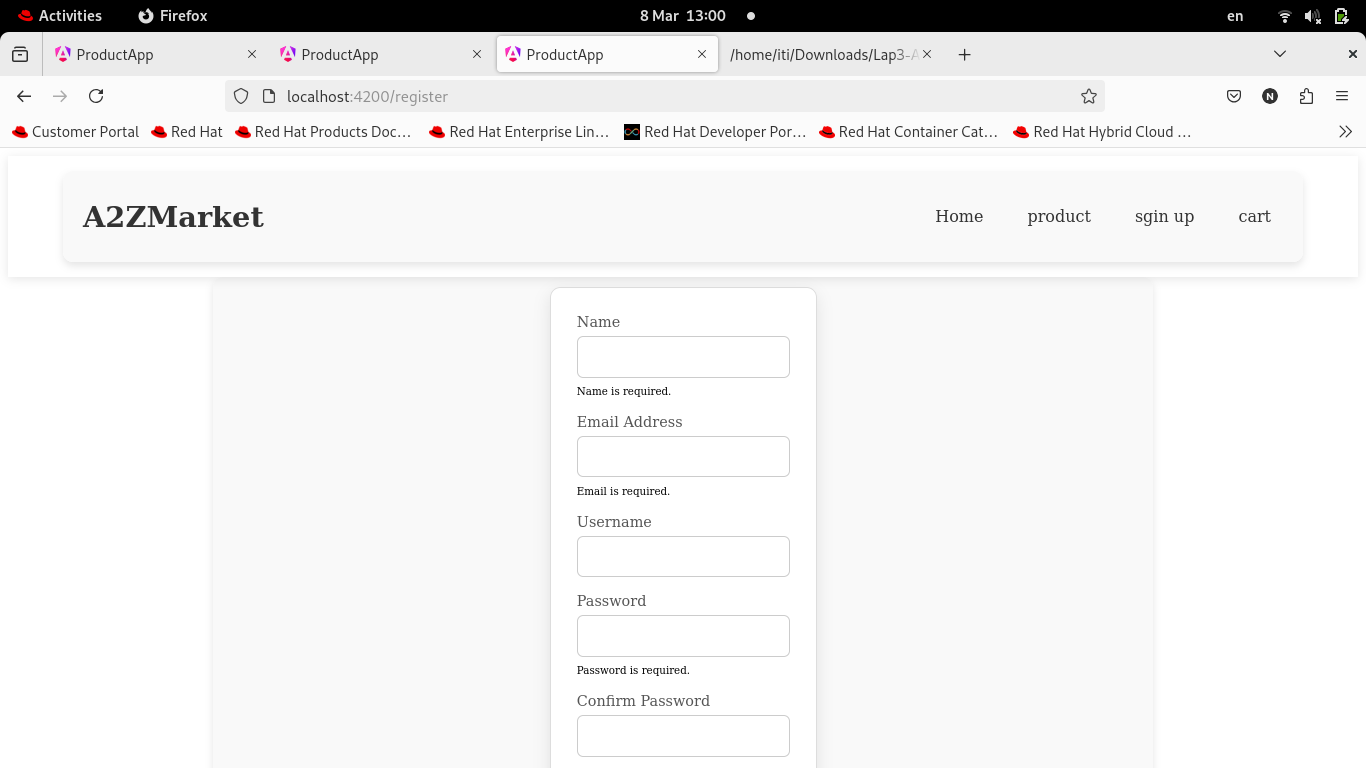 Activities Firefox 8 Mar 13:00 en
ProductApp ProductApp ProductApp /home/iti/Downloads/Lap3-A
localhost:4200/register N
Customer Portal Red Hat Red Hat Products Doc... Red Hat Enterprise Lin... Red Hat Developer Por... Red Hat Container Cat... Red Hat Hybrid Cloud ...
A2ZMarket Home product sgin up cart
Name
Name is required.
Email Address
Email is required.
Username
Password
Password is required.
Confirm Password